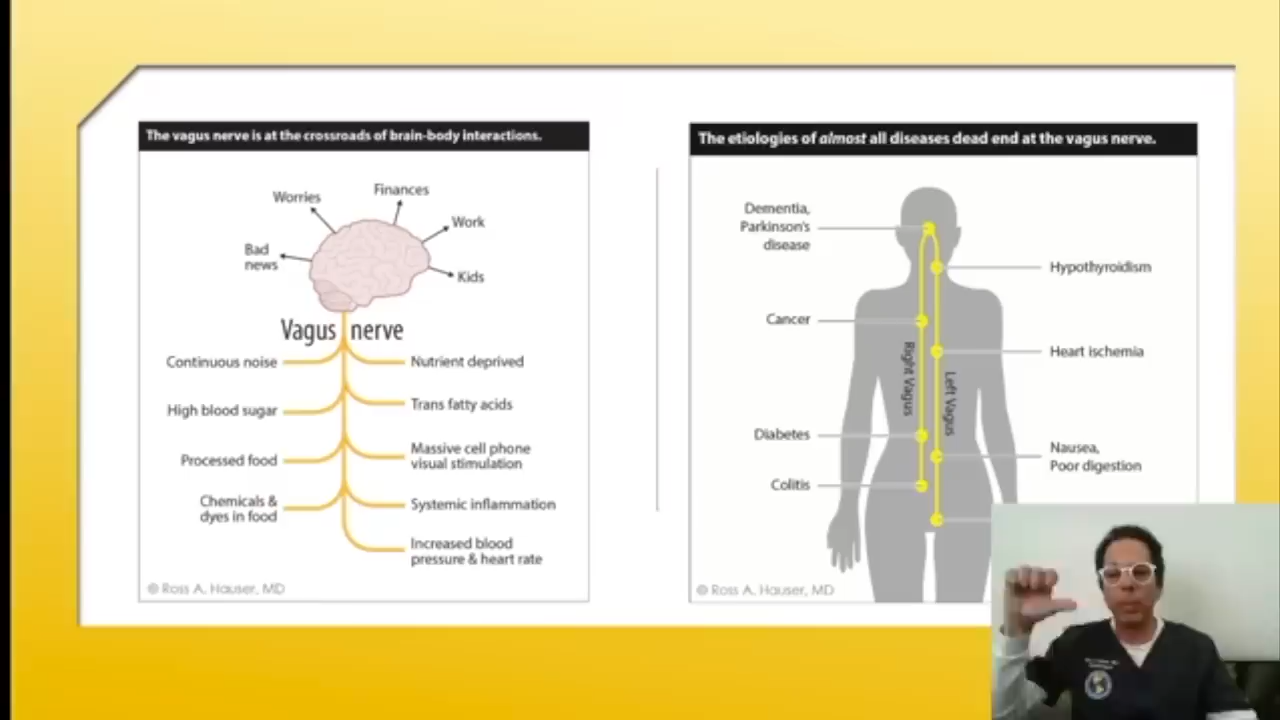 The vagus nerve is at the crossroads of brain-body interactions.
Worries
Finances
Work
Bad
news
Kids
Vagus nerve
Continuous noise
Nutrient deprived
High blood sugar
Trans fatty acids
Processed food
Massive cell phone
visual stimulation
Chemicals &
dyes in food
Systemic inflammation
Increased blood
pressure & heart rate
© Ross A. Hauser, MD
The etiologies of almost all diseases dead end at the vagus nerve.
Dementia,
Parkinson's
disease
Hypothyroidism
Cancer
Heart ischemia
Right Vagus
Left Vagus
Diabetes
Nausea,
Poor digestion
Colitis
© Ross A. Hauser, MD